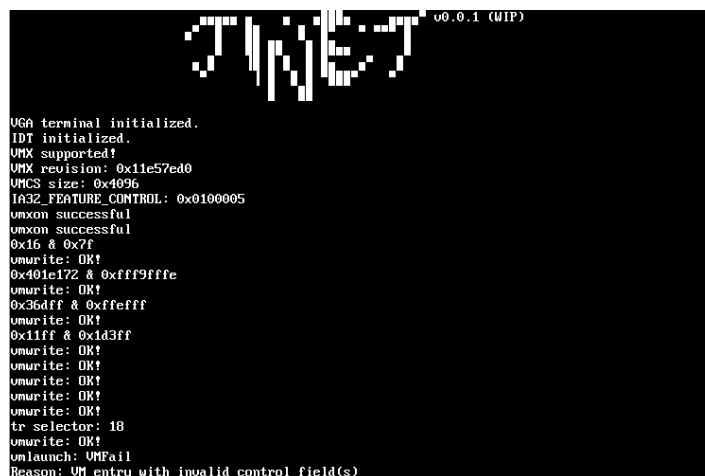 v0.0.1 (WIP)
VGA terminal initialized.
IDT initialized.
VMX supported!
VMX revision: 0x11e57ed0
VMCS size: 0x4096
IA32_FEATURE_CONTROL: 0x0100005
vmxon successful
vmxon successful
0x16 & 0x7f
vmwrite: OK!
0x401e172 & 0xfff9fffe
vmwrite: OK!
0x36dff & 0xffefff
vmwrite: OK!
0x11ff & 0x1d3ff
vmwrite: OK!
vmwrite: OK!
vmwrite: OK!
vmwrite: OK!
vmwrite: OK!
tr selector: 18
vmwrite: OK!
vmlaunch: VMFail
Reason: VM entry with invalid control field(s)